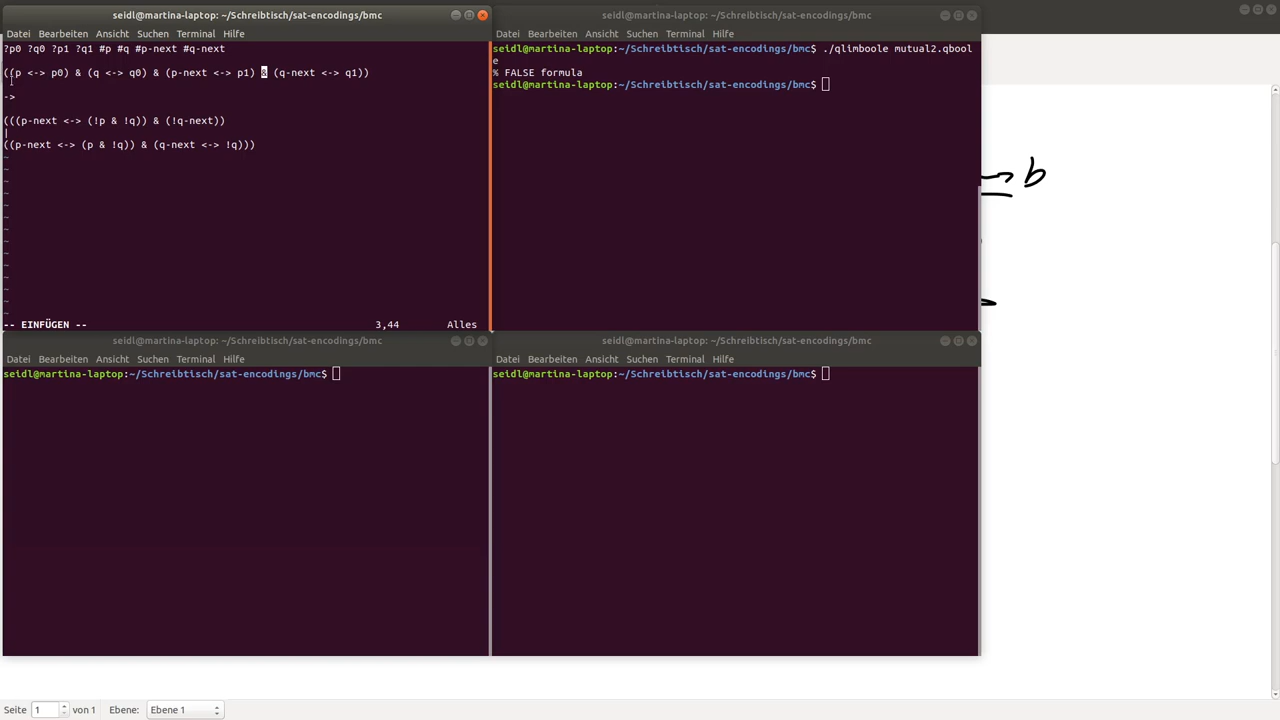 seidl@martina-laptop: ~/Schreibtisch/sat-encodings/bmc
Datei Bearbeiten Ansicht Suchen Terminal Hilfe
?p0 ?q0 ?p1 ?q1 #p #q #p-next #q-next
((p <-> p0) & (q <-> q0) & (p-next <-> p1) & (q-next <-> q1))
->
(((p-next <-> (!p & !q)) & (!q-next))
|
((p-next <-> (p & !q)) & (q-next <-> !q)))
~
~
~
~
~
~
~
~
~
~
~
~
~
~
-- EINFÜGEN -- 3,44 Alles
seidl@martina-laptop: ~/Schreibtisch/sat-encodings/bmc
Datei Bearbeiten Ansicht Suchen Terminal Hilfe
seidl@martina-laptop:~/Schreibtisch/sat-encodings/bmc$ ./qlimboole mutual2.qbool
e
% FALSE formula
seidl@martina-laptop:~/Schreibtisch/sat-encodings/bmc$
b
seidl@martina-laptop: ~/Schreibtisch/sat-encodings/bmc
Datei Bearbeiten Ansicht Suchen Terminal Hilfe
seidl@martina-laptop:~/Schreibtisch/sat-encodings/bmc$
seidl@martina-laptop: ~/Schreibtisch/sat-encodings/bmc
Datei Bearbeiten Ansicht Suchen Terminal Hilfe
seidl@martina-laptop:~/Schreibtisch/sat-encodings/bmc$
Seite 1 von 1 Ebene: Ebene 1